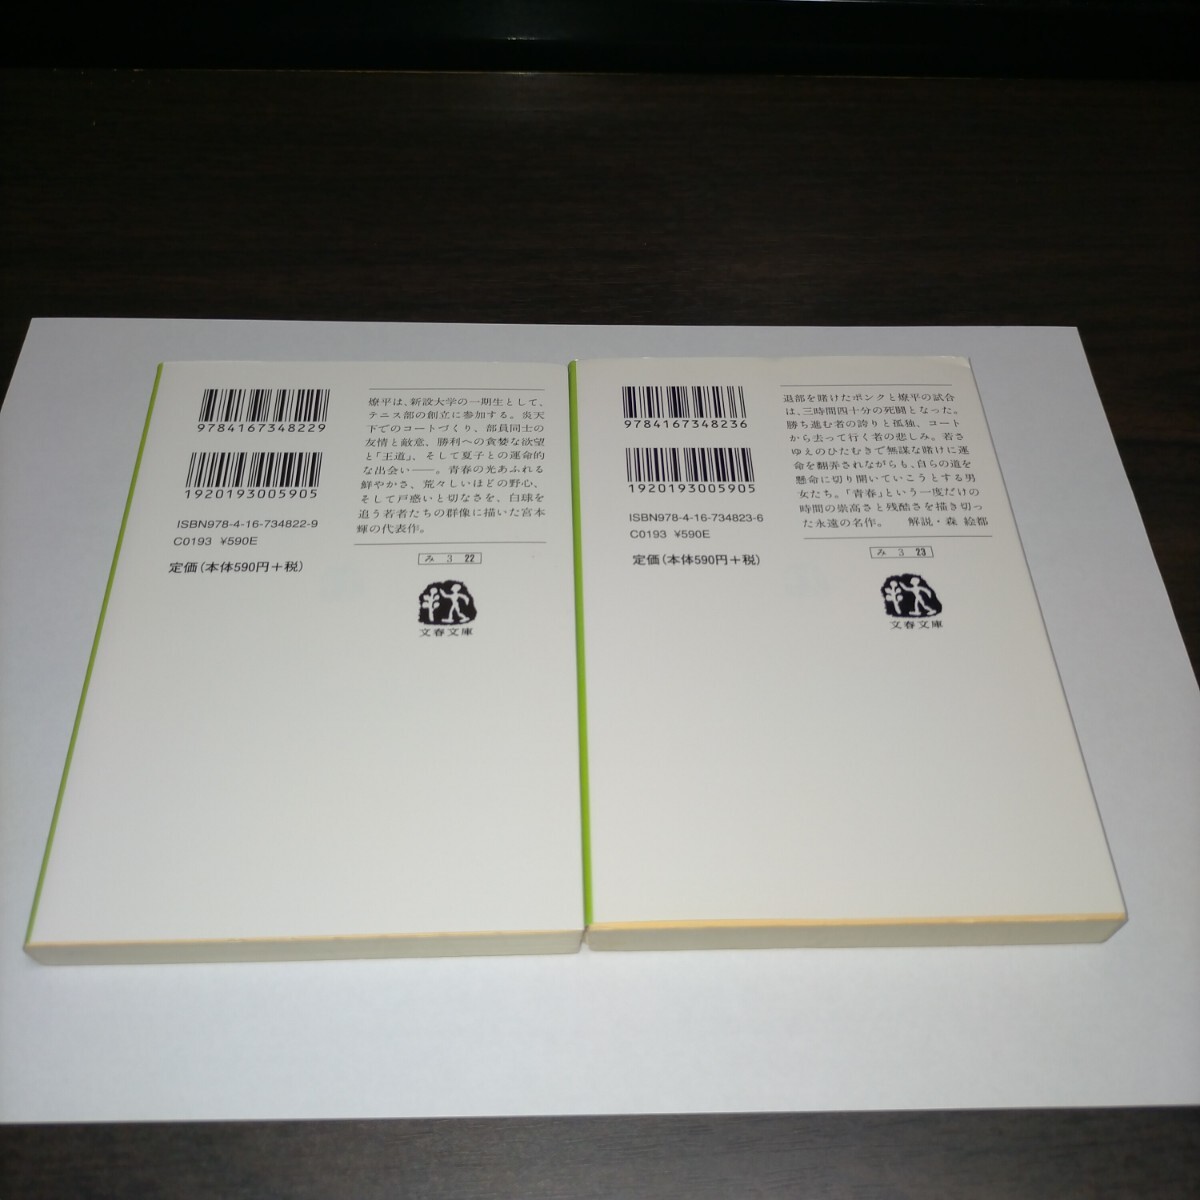 9784167348229
1920193005905
ISBN978-4-16-734822-9
C0193 ¥590E
定価(本体590円+税)
燎平は、新設大学の一期生として、
テニス部の創立に参加する。炎天
下でのコートづくり、部員同士の
友情と敵意、勝利への貪婪な欲望
と「王道」、そして夏子との運命的
な出会い――。青春の光あふれる
鮮やかさ、荒々しいほどの野心、
そして戸惑いと切なさを、白球を
追う若者たちの群像に描いた宮本
輝の代表作。
み 3 22
文春文庫
9784167348236
1920193005905
ISBN978-4-16-734823-6
C0193 ¥590E
定価(本体590円+税)
退部を賭けたポンクと燎平の試合
は、三時間四十分の死闘となった。
勝ち進む者の誇りと孤独、コート
から去って行く者の悲しみ。若さ
ゆえのひたむきで無謀な賭けに運
命を翻弄されながらも、自らの道を
懸命に切り開いていこうとする男
女たち。「青春」という一度だけの
時間の崇高さと残酷さを描き切っ
た永遠の名作。 解説・森 絵都
み 3 23
文春文庫